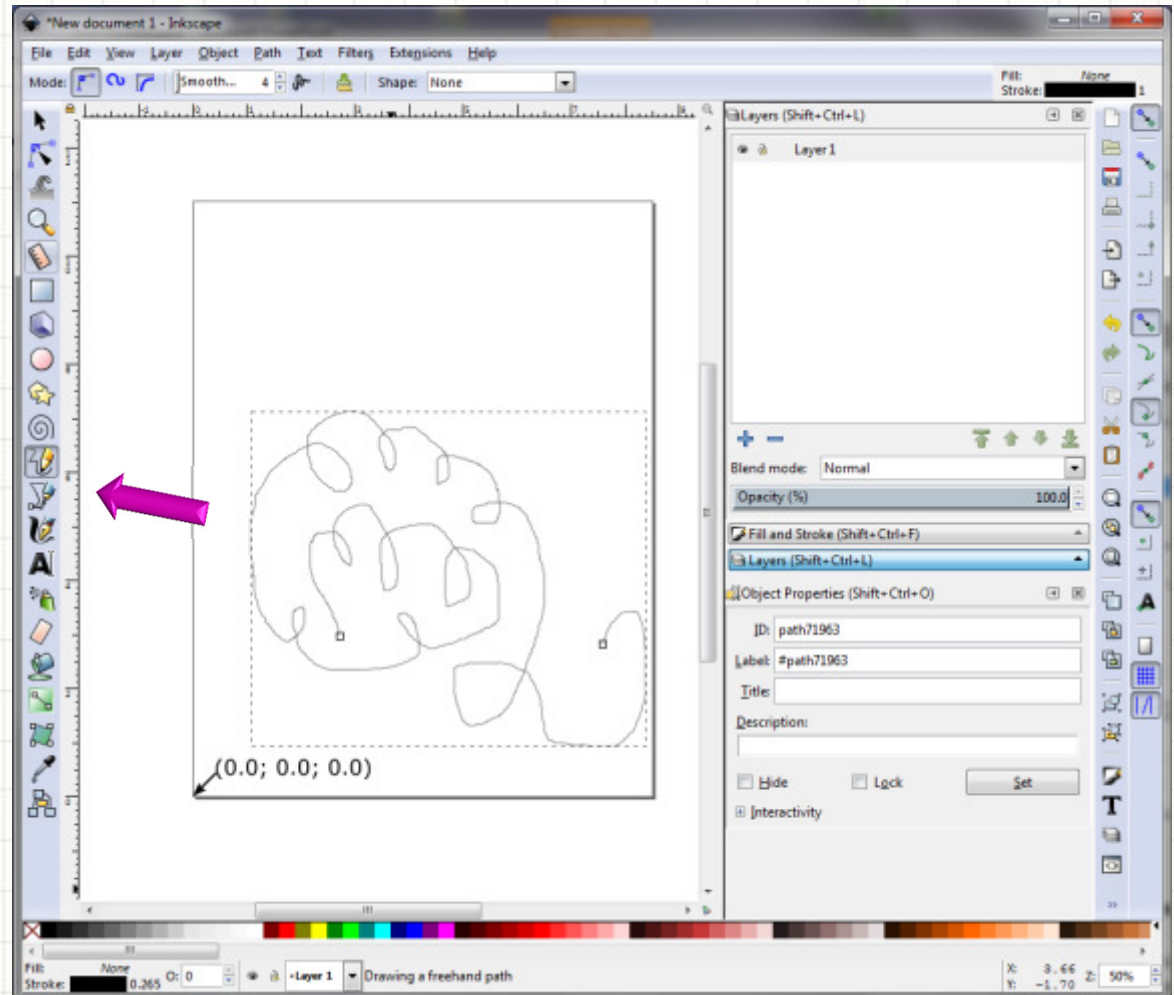 *New document 1 - Inkscape
File Edit View Layer Object Path Text Filters Extensions Help
Mode: Smooth... 4 Shape: None
Fill: None
Stroke: 1
Layers (Shift+Ctrl+L)
Layer 1
Blend mode: Normal
Opacity (%) 100.0
Fill and Stroke (Shift+Ctrl+F)
Layers (Shift+Ctrl+L)
Object Properties (Shift+Ctrl+O)
ID: path71963
Label: #path71963
Title:
Description:
Hide Lock Set
Interactivity
(0.0; 0.0; 0.0)
Fill: None
Stroke: 0.265 O: 0 Layer 1 Drawing a freehand path
X: 3.66
Y: -1.70
Z: 50%